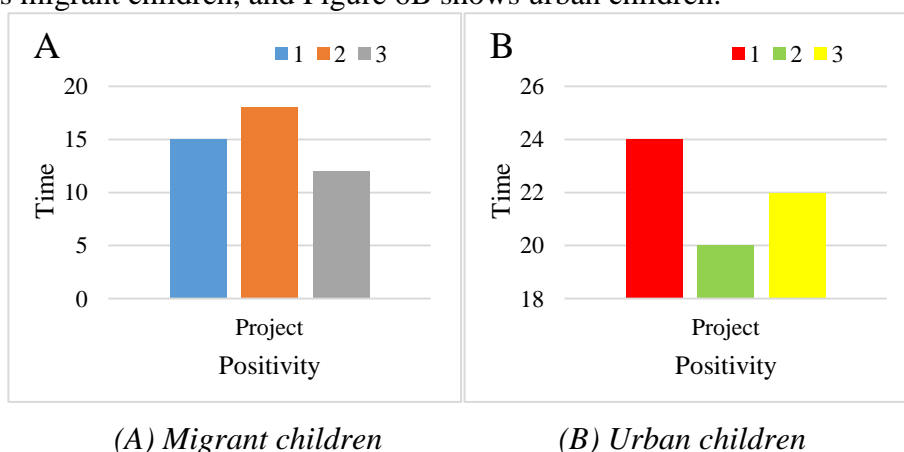 s migrant children, and Figure 6B shows urban children.
A
1 2 3
20
15
10
5
0
Time
Project
Positivity
B
1 2 3
26
24
22
20
18
Time
Project
Positivity
(A) Migrant children
(B) Urban children